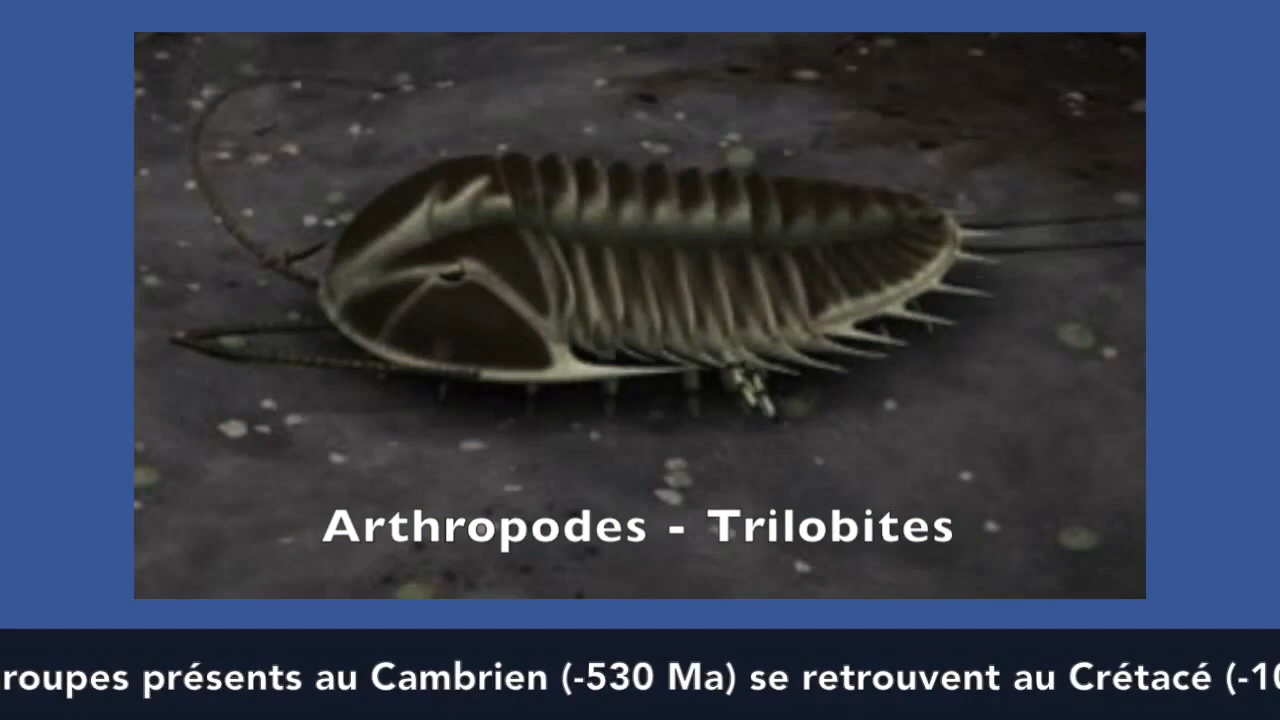 Arthropodes - Trilobites
roupes présents au Cambrien (-530 Ma) se retrouvent au Crétacé (-10